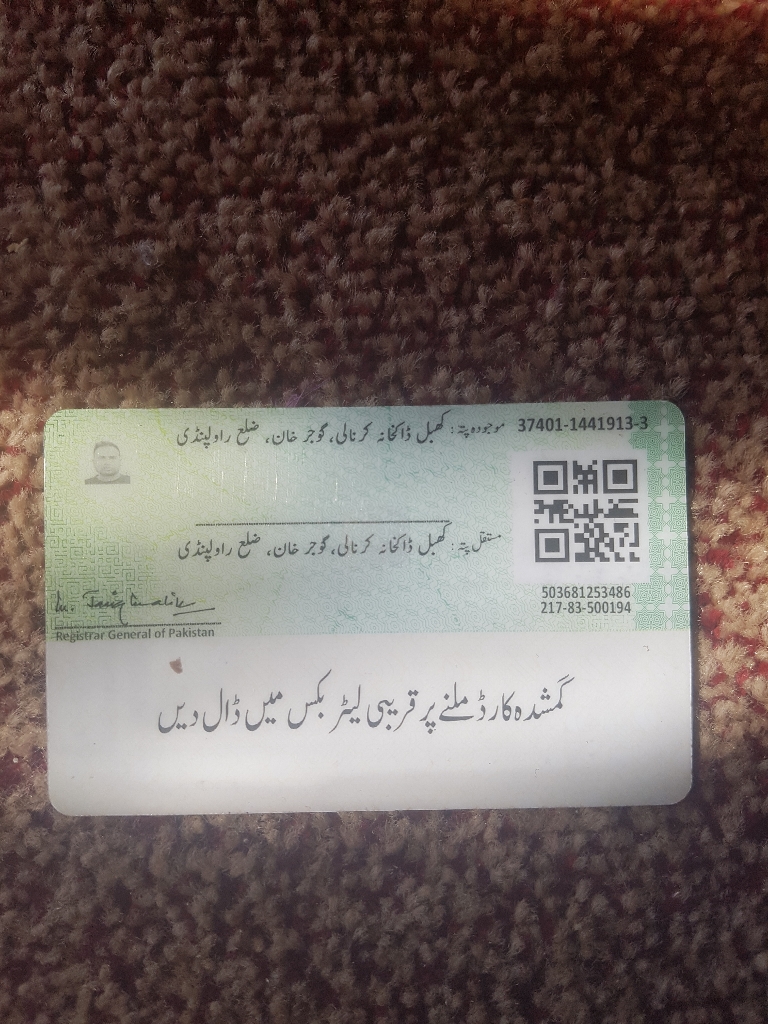 37401-1441913-3 موجودہ پتہ: کھبل ڈاکخانہ کرنالی، گوجر خان، ضلع راولپنڈی
مستقل پتہ: کھبل ڈاکخانہ کرنالی، گوجر خان، ضلع راولپنڈی
503681253486
217-83-500194
Registrar General of Pakistan
گمشدہ کارڈ ملنے پر قریبی لیٹر بکس میں ڈال دیں